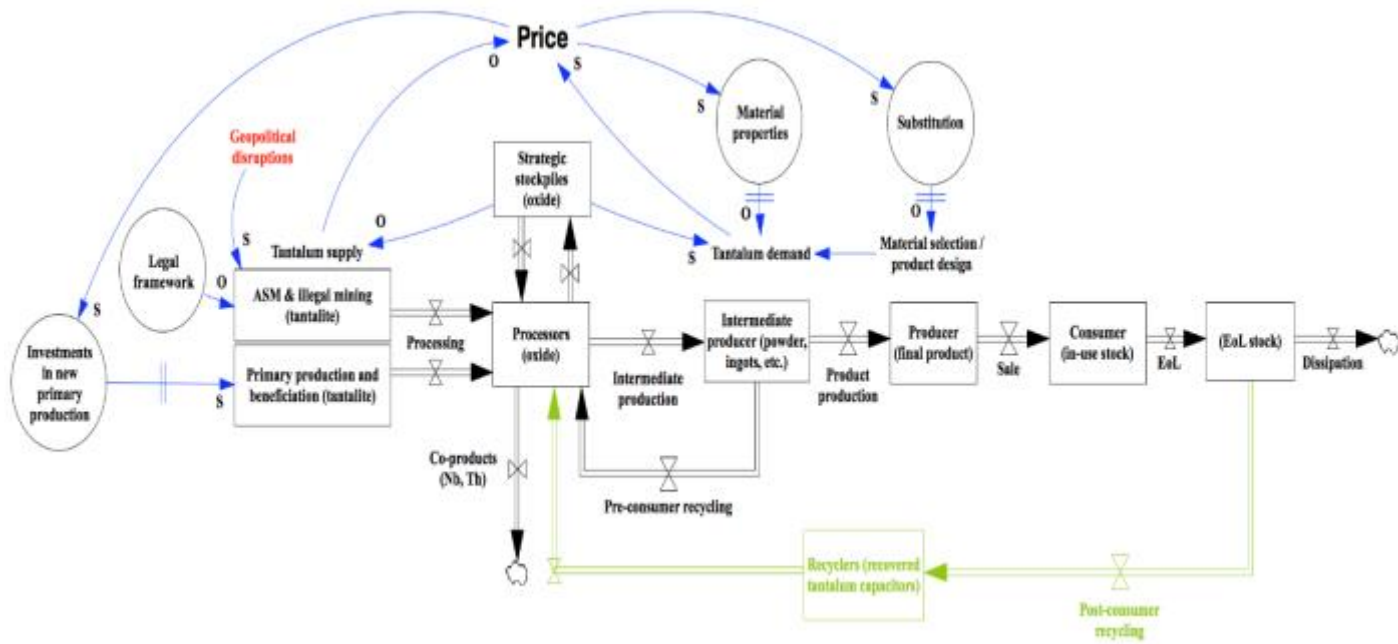 Price
O
S
S
S
Material
properties
Substitution
Geopolitical
disruptions
Strategic
stockpiles
(oxide)
O
O
O
S
S
Legal
framework
Tantalum supply
Tantalum demand
Material selection /
product design
O
S
ASM & illegal mining
(tantalite)
Processing
Processors
(oxide)
Intermediate
producer (powder,
ingots, etc.)
Producer
(final product)
Consumer
(in-use stock)
(EoL stock)
Investments
in new
primary
production
S
Primary production and
beneficiation (tantalite)
Intermediate
production
Product
production
Sale
EoL
Dissipation
Co-products
(Nb, Th)
Pre-consumer recycling
Recyclers (recovered
tantalum capacitors)
Post-consumer
recycling